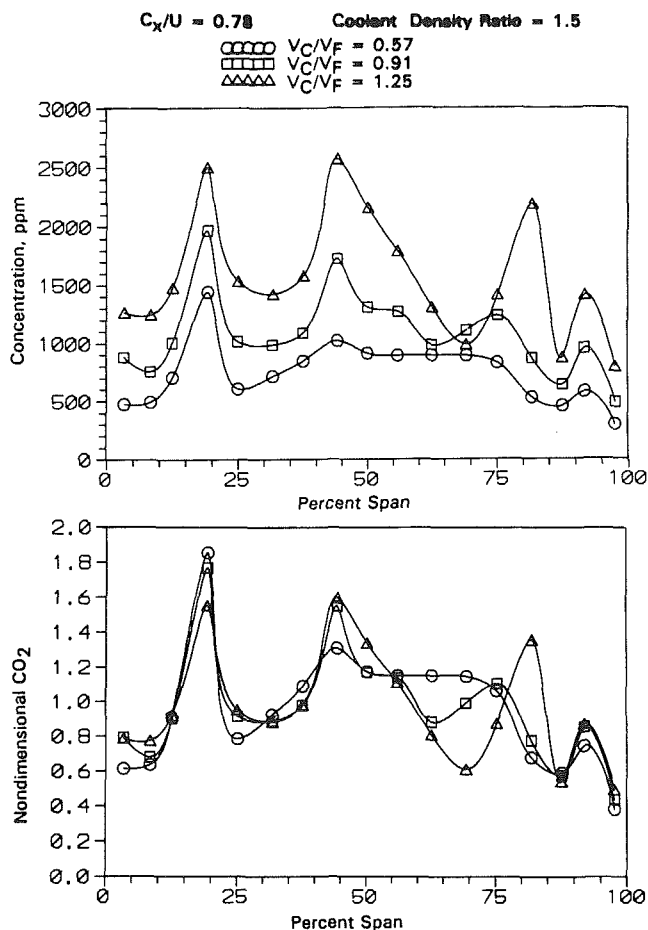 Cx/U = 0.78 Coolant Density Ratio = 1.5
VC/VF = 0.57
VC/VF = 0.91
VC/VF = 1.25
3000
2500
2000
1500
1000
500
0
Concentration, ppm
0 25 50 75 100
Percent Span
2.0
1.8
1.6
1.4
1.2
1.0
0.8
0.6
0.4
0.2
0.0
Nondimensional CO2
0 25 50 75 100
Percent Span